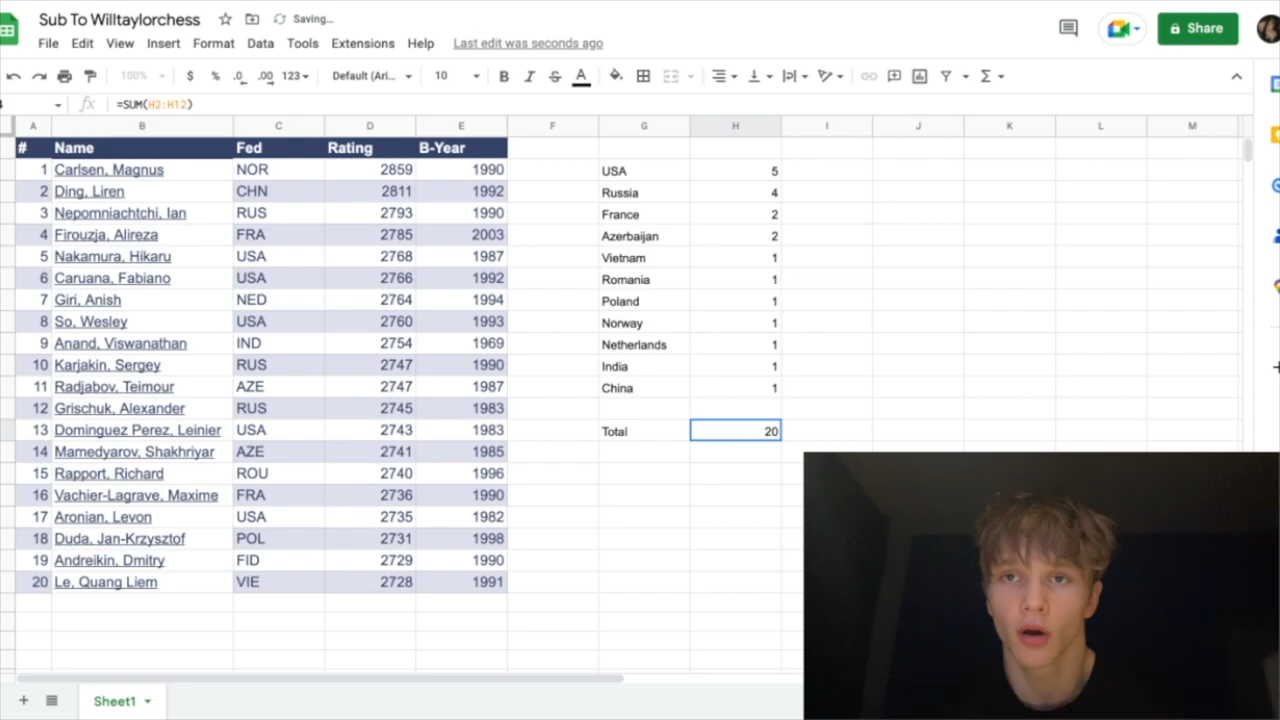 Sub To Willtaylorchess Saving... Share
File Edit View Insert Format Data Tools Extensions Help Last edit was seconds ago
100% $ % .0 .00 123 Default (Ari... 10 B I S A Σ
fx =SUM(H2:H12)
A B C D E F G H I J K L M
# Name Fed Rating B-Year
1 Carlsen, Magnus NOR 2859 1990 USA 5
2 Ding, Liren CHN 2811 1992 Russia 4
3 Nepomniachtchi, Ian RUS 2793 1990 France 2
4 Firouzja, Alireza FRA 2785 2003 Azerbaijan 2
5 Nakamura, Hikaru USA 2768 1987 Vietnam 1
6 Caruana, Fabiano USA 2766 1992 Romania 1
7 Giri, Anish NED 2764 1994 Poland 1
8 So, Wesley USA 2760 1993 Norway 1
9 Anand, Viswanathan IND 2754 1969 Netherlands 1
10 Karjakin, Sergey RUS 2747 1990 India 1
11 Radjabov, Teimour AZE 2747 1987 China 1
12 Grischuk, Alexander RUS 2745 1983
13 Dominguez Perez, Leinier USA 2743 1983 Total 20
14 Mamedyarov, Shakhriyar AZE 2741 1985
15 Rapport, Richard ROU 2740 1996
16 Vachier-Lagrave, Maxime FRA 2736 1990
17 Aronian, Levon USA 2735 1982
18 Duda, Jan-Krzysztof POL 2731 1998
19 Andreikin, Dmitry FID 2729 1990
20 Le, Quang Liem VIE 2728 1991
Sheet1